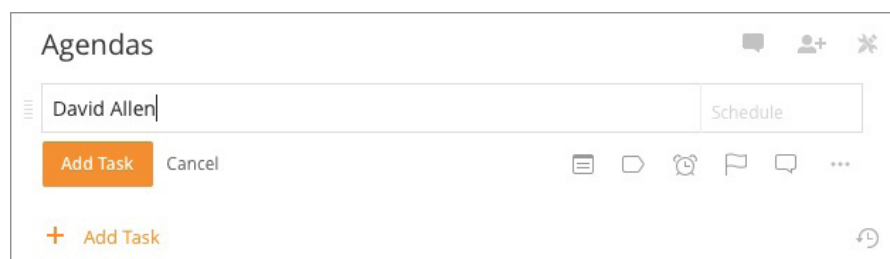 Agendas
David Allen
Schedule
Add Task
Cancel
+ Add Task